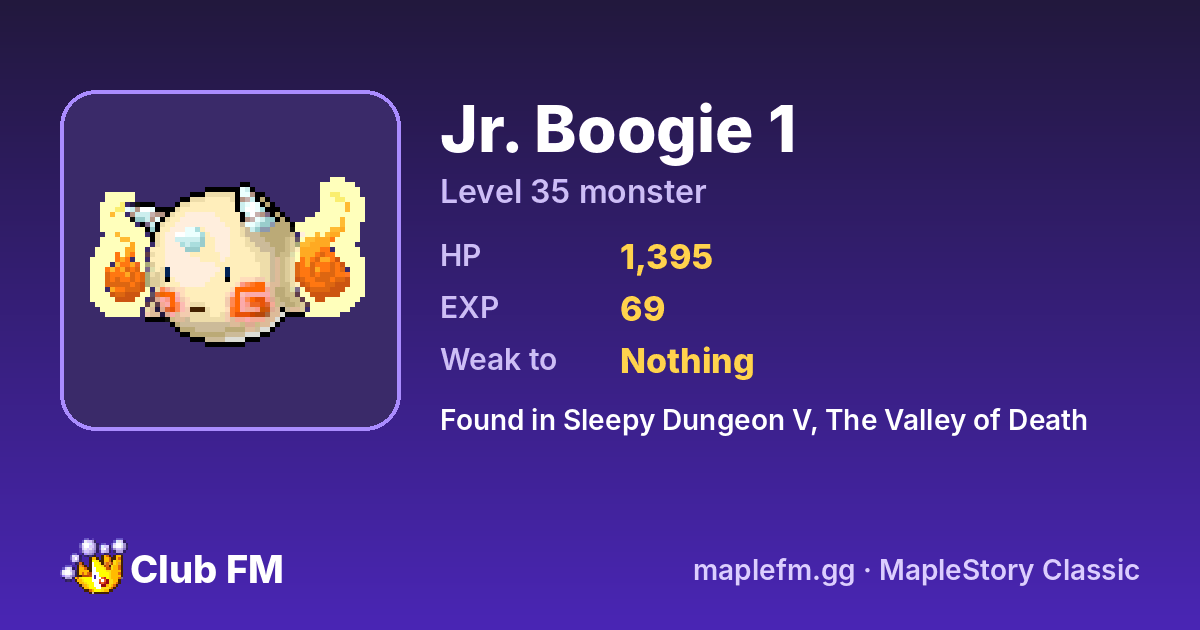 Jr. Boogie 1
Level 35 monster
HP 1,395
EXP 69
Weak to Nothing
Found in Sleepy Dungeon V, The Valley of Death
Club FM
maplefm.gg · MapleStory Classic